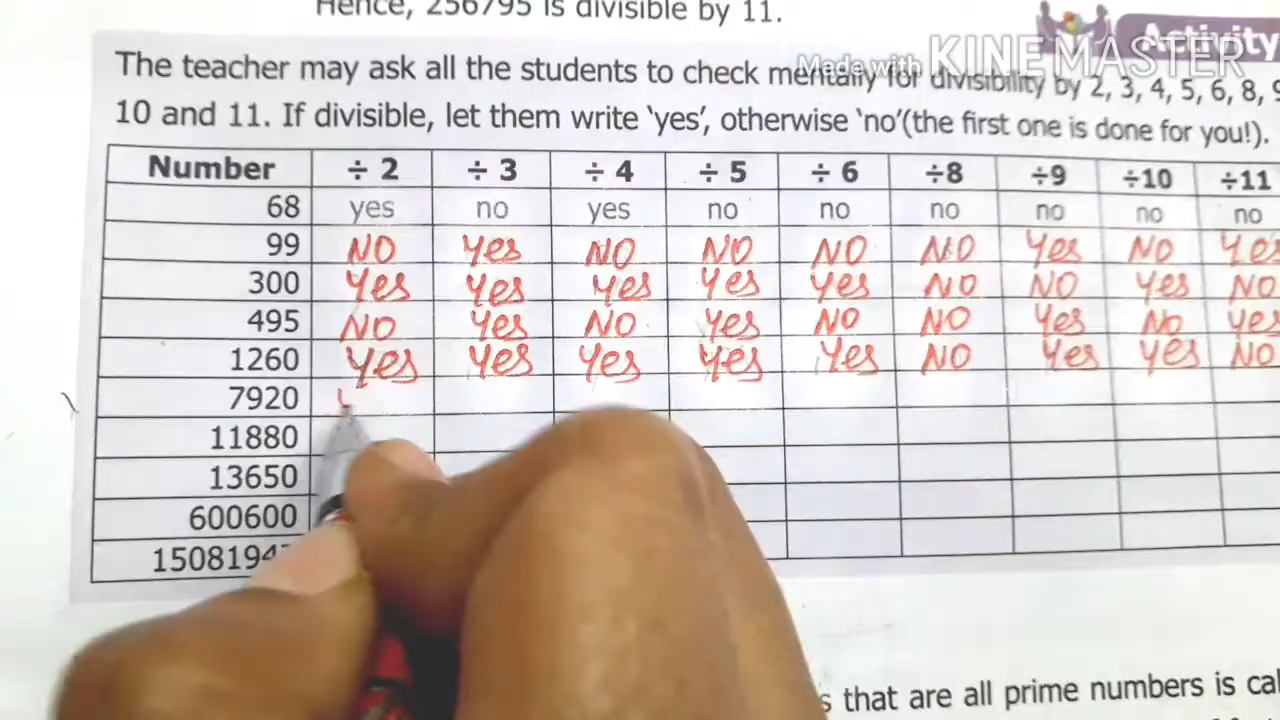 Hence, 256795 is divisible by 11.
Activity
Made with KINEMASTER
The teacher may ask all the students to check mentally for divisibility by 2, 3, 4, 5, 6, 8, 9
10 and 11. If divisible, let them write 'yes', otherwise 'no'(the first one is done for you!).
Number ÷ 2 ÷ 3 ÷ 4 ÷ 5 ÷ 6 ÷8 ÷9 ÷10 ÷11
68 yes no yes no no no no no no
99 NO Yes NO NO NO NO Yes NO Yes
300 Yes Yes Yes Yes Yes NO NO Yes NO
495 NO Yes NO Yes NO NO Yes NO Yes
1260 Yes Yes Yes Yes Yes NO Yes Yes NO
7920
11880
13650
600600
1508194
that are all prime numbers is cal